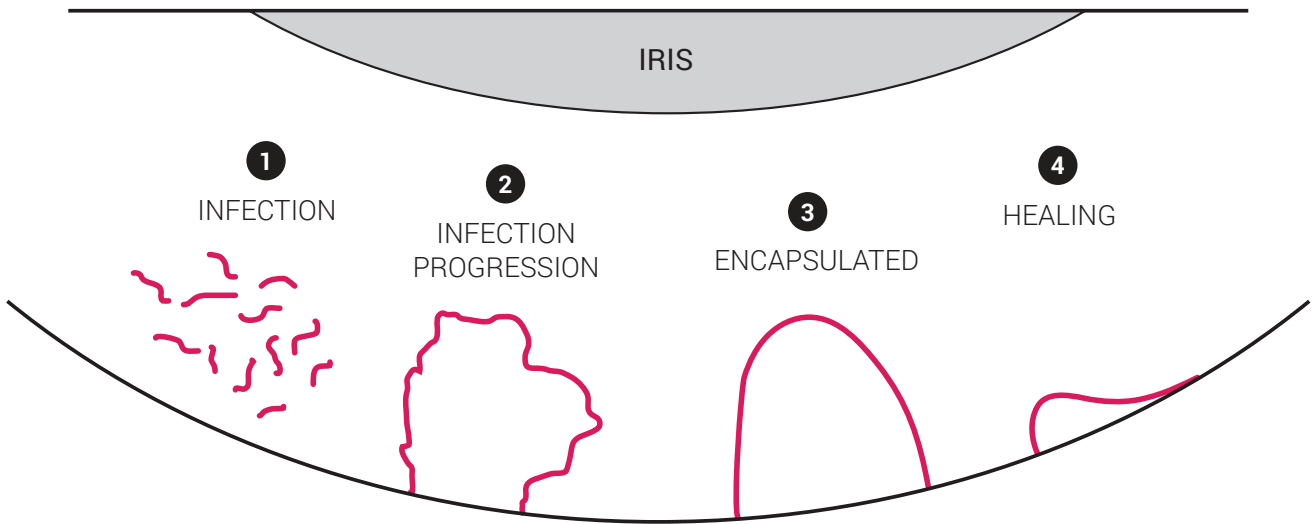 IRIS
1
INFECTION
2
INFECTION
PROGRESSION
3
ENCAPSULATED
4
HEALING